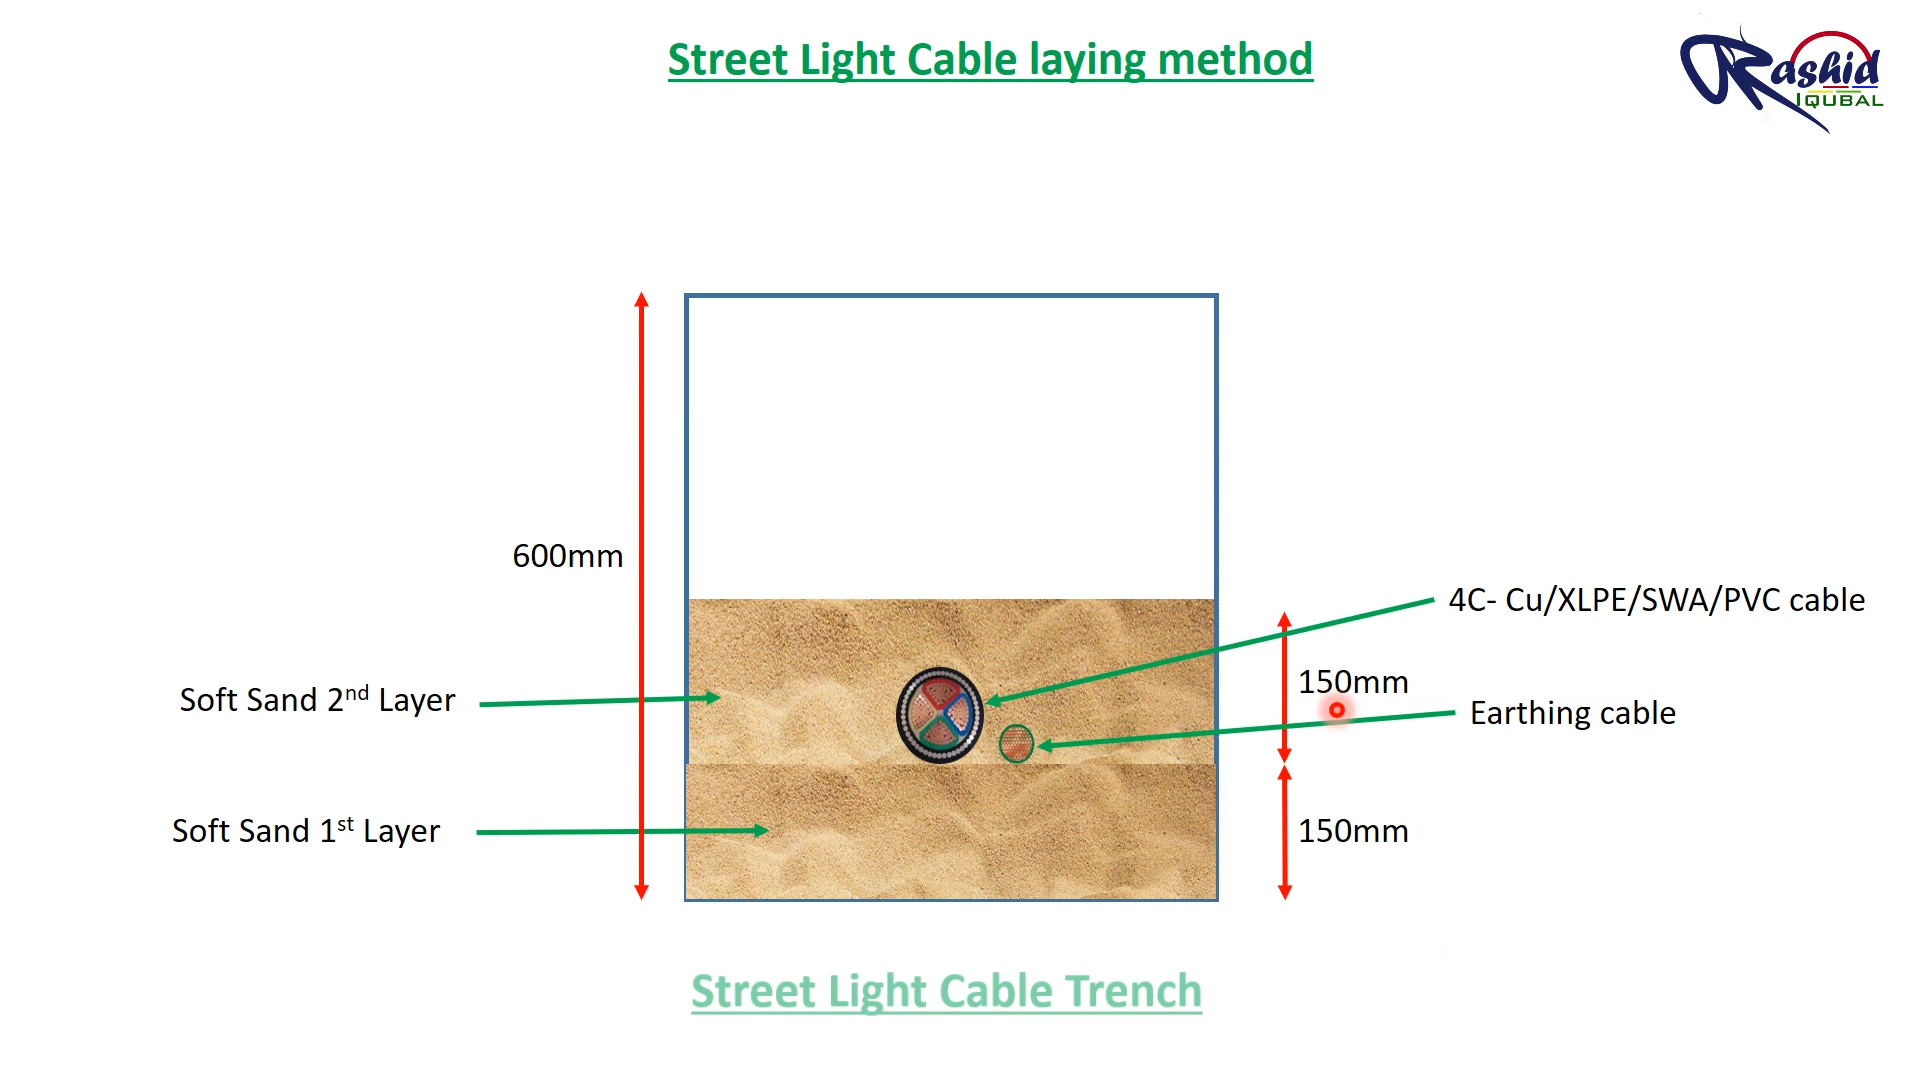 Street Light Cable laying method
Rashid
IQUBAL
600mm
4C- Cu/XLPE/SWA/PVC cable
150mm
Soft Sand 2nd Layer
Earthing cable
Soft Sand 1st Layer
150mm
Street Light Cable Trench